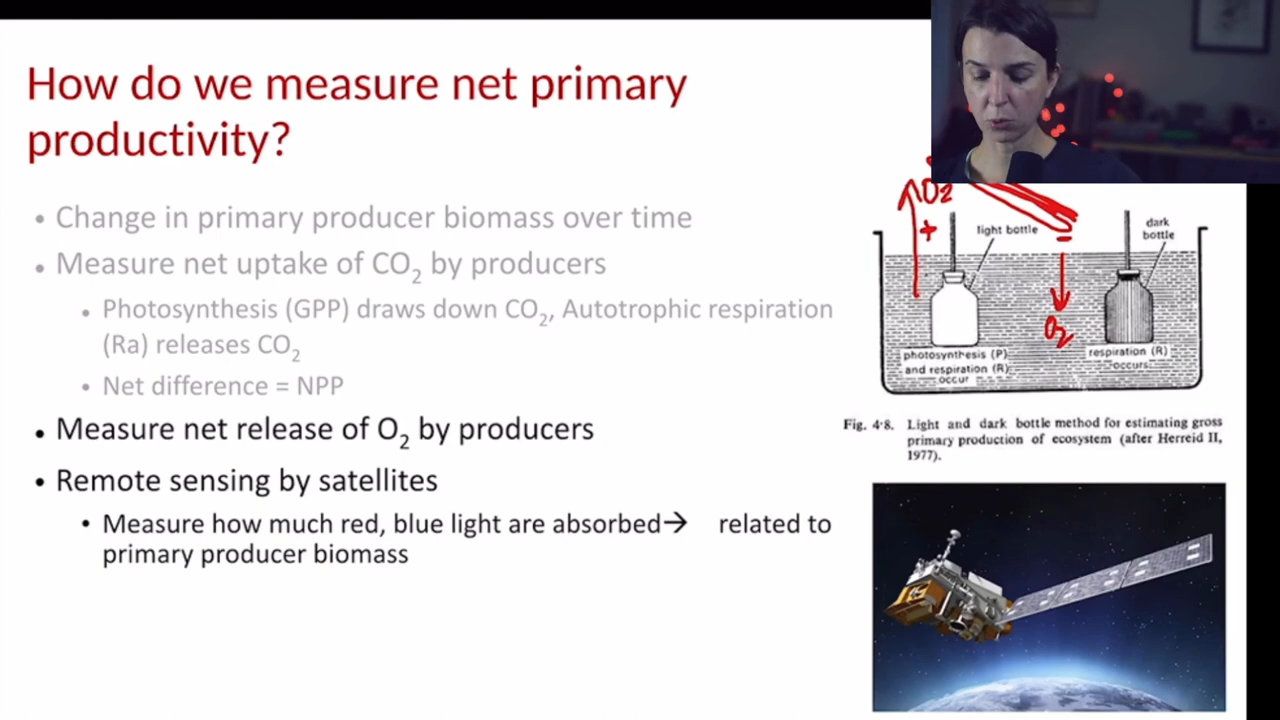 How do we measure net primary
productivity?
• Change in primary producer biomass over time
• Measure net uptake of CO₂ by producers
• Photosynthesis (GPP) draws down CO₂, Autotrophic respiration
(Ra) releases CO₂
• Net difference = NPP
• Measure net release of O₂ by producers
• Remote sensing by satellites
• Measure how much red, blue light are absorbed→ related to
primary producer biomass
O₂
+
light bottle
dark
bottle
O₂
photosynthesis (P)
and respiration (R)
occur
respiration (R)
occurs
Fig. 4·8. Light and dark bottle method for estimating gross
primary production of ecosystem (after Herreid II,
1977).